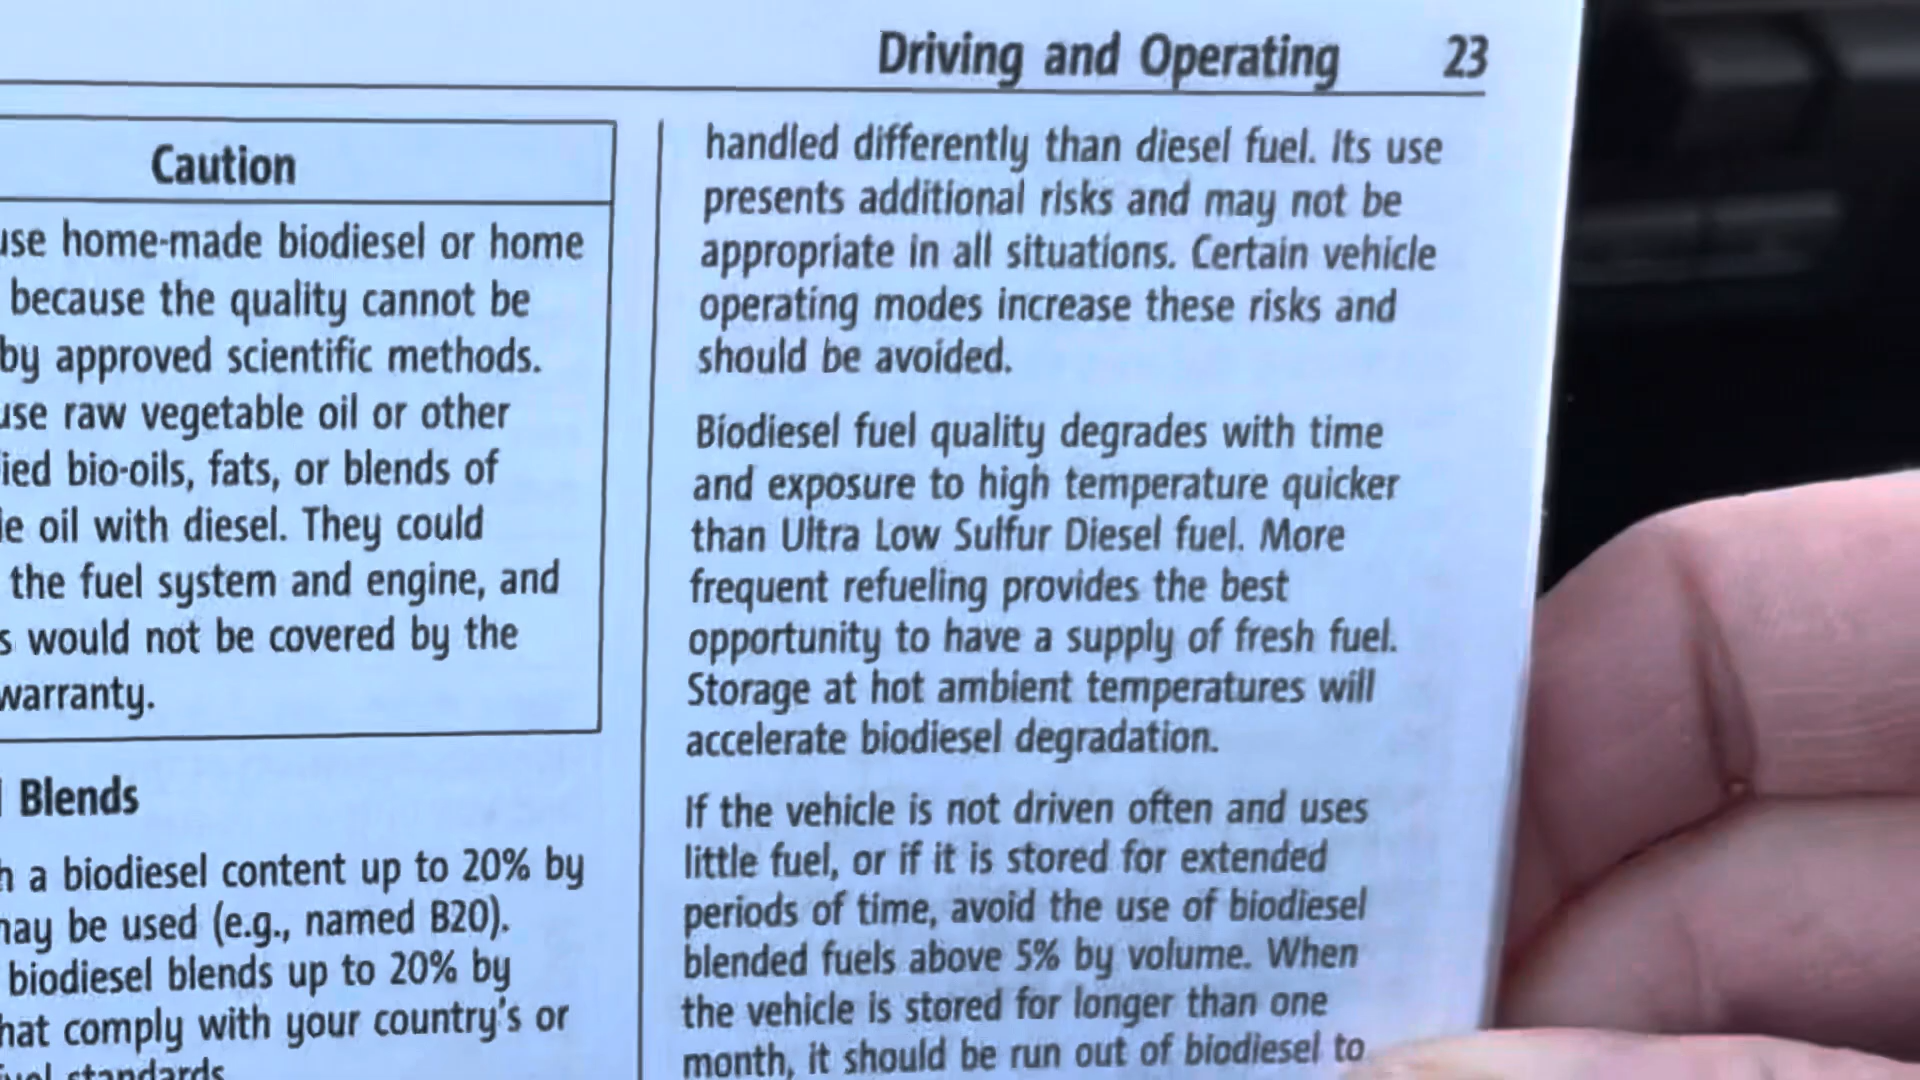 Driving and Operating 23
Caution
use home-made biodiesel or home
because the quality cannot be
by approved scientific methods.
use raw vegetable oil or other
bio-oils, fats, or blends of
oil with diesel. They could
the fuel system and engine, and
would not be covered by the
warranty.
Blends
a biodiesel content up to 20% by
may be used (e.g., named B20).
biodiesel blends up to 20% by
that comply with your country's or
fuel standards
handled differently than diesel fuel. Its use
presents additional risks and may not be
appropriate in all situations. Certain vehicle
operating modes increase these risks and
should be avoided.
Biodiesel fuel quality degrades with time
and exposure to high temperature quicker
than Ultra Low Sulfur Diesel fuel. More
frequent refueling provides the best
opportunity to have a supply of fresh fuel.
Storage at hot ambient temperatures will
accelerate biodiesel degradation.
If the vehicle is not driven often and uses
little fuel, or if it is stored for extended
periods of time, avoid the use of biodiesel
blended fuels above 5% by volume. When
the vehicle is stored for longer than one
month, it should be run out of biodiesel to